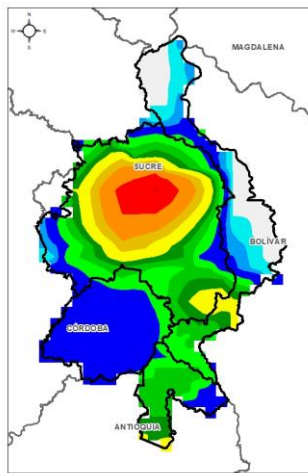 N
W E
S
MAGDALENA
SUCRE
BOLIVAR
CÓRDOBA
ANTIOQUIA